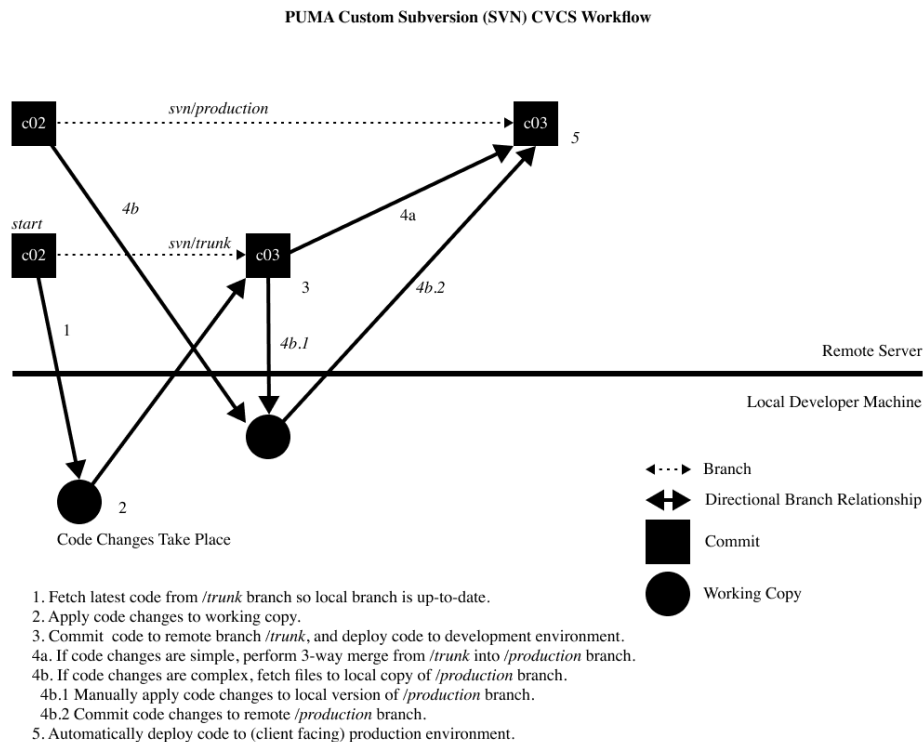 PUMA Custom Subversion (SVN) CVCS Workflow
c02
svn/production
c03
5
4b
4a
start
c02
svn/trunk
c03
3
4b.2
1
4b.1
Remote Server
Local Developer Machine
Branch
Directional Branch Relationship
2
Code Changes Take Place
Commit
Working Copy
1. Fetch latest code from /trunk branch so local branch is up-to-date.
2. Apply code changes to working copy.
3. Commit code to remote branch /trunk, and deploy code to development environment.
4a. If code changes are simple, perform 3-way merge from /trunk into /production branch.
4b. If code changes are complex, fetch files to local copy of /production branch.
4b.1 Manually apply code changes to local version of /production branch.
4b.2 Commit code changes to remote /production branch.
5. Automatically deploy code to (client facing) production environment.